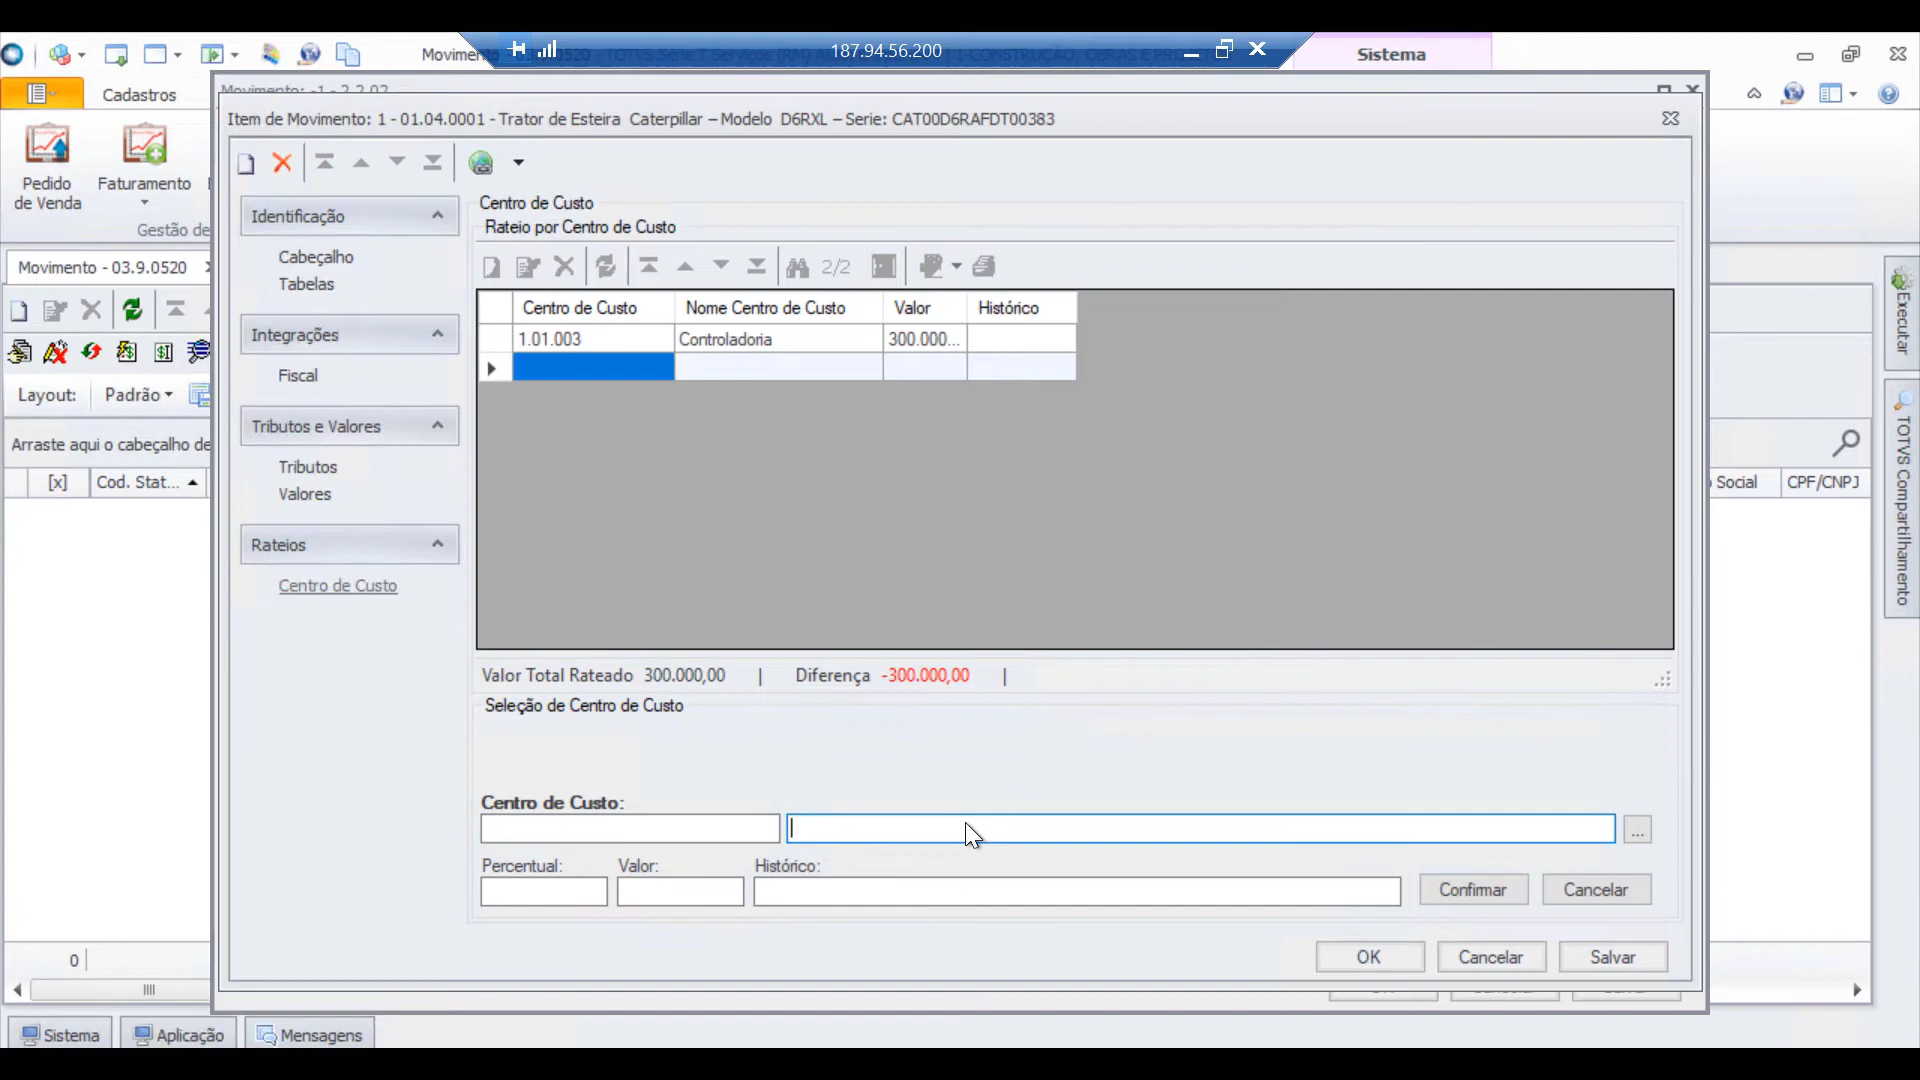 187.94.56.200
Sistema
Cadastros
Pedido
de Venda
Faturamento
Gestão de
Movimento - 03.9.0520
Layout:
Padrão
Arraste aqui o cabeçalho de
[x]
Cod. Stat...
0
Item de Movimento: 1 - 01.04.0001 - Trator de Esteira Caterpillar – Modelo D6RXL – Serie: CAT00D6RAFDT00383
Identificação
Cabeçalho
Tabelas
Integrações
Fiscal
Tributos e Valores
Tributos
Valores
Rateios
Centro de Custo
Centro de Custo
Rateio por Centro de Custo
2/2
Centro de Custo Nome Centro de Custo Valor Histórico
1.01.003 Controladoria 300.000...
Valor Total Rateado 300.000,00 | Diferença -300.000,00 |
Seleção de Centro de Custo
Centro de Custo:
...
Percentual: Valor: Histórico:
Confirmar
Cancelar
OK
Cancelar
Salvar
Social
CPF/CNPJ
Executar
TOTVS Compartilhamento
Sistema
Aplicação
Mensagens